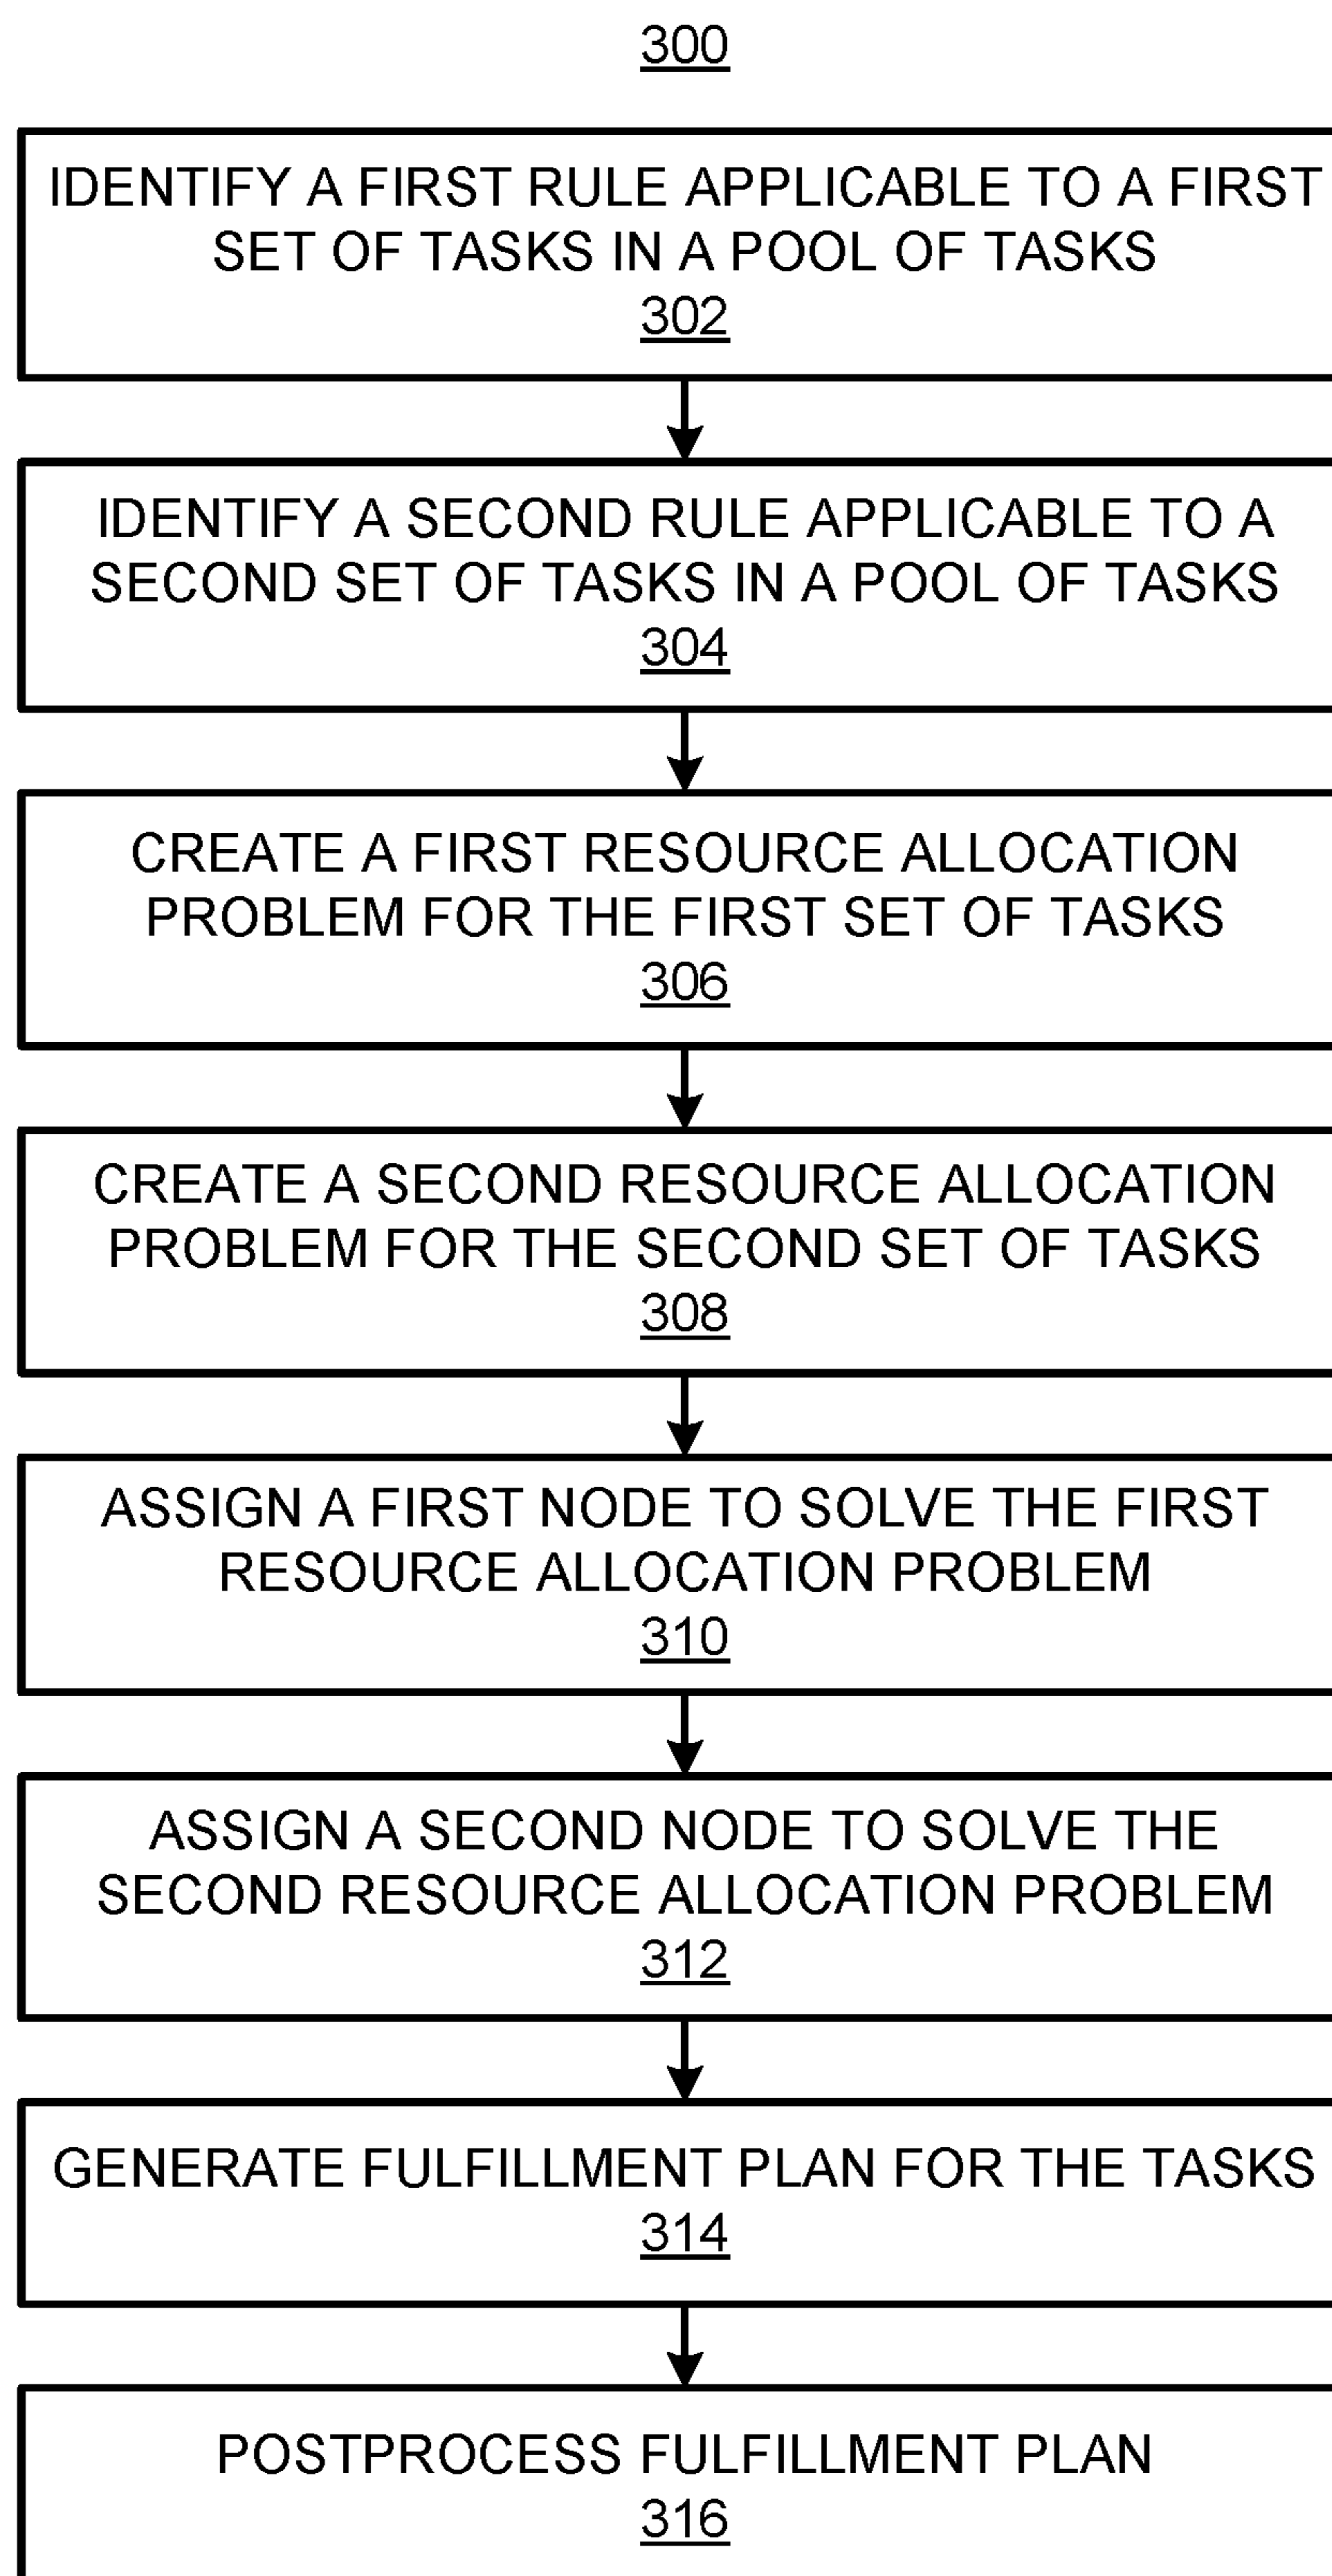 300
IDENTIFY A FIRST RULE APPLICABLE TO A FIRST
SET OF TASKS IN A POOL OF TASKS
302
IDENTIFY A SECOND RULE APPLICABLE TO A
SECOND SET OF TASKS IN A POOL OF TASKS
304
CREATE A FIRST RESOURCE ALLOCATION
PROBLEM FOR THE FIRST SET OF TASKS
306
CREATE A SECOND RESOURCE ALLOCATION
PROBLEM FOR THE SECOND SET OF TASKS
308
ASSIGN A FIRST NODE TO SOLVE THE FIRST
RESOURCE ALLOCATION PROBLEM
310
ASSIGN A SECOND NODE TO SOLVE THE
SECOND RESOURCE ALLOCATION PROBLEM
312
GENERATE FULFILLMENT PLAN FOR THE TASKS
314
POSTPROCESS FULFILLMENT PLAN
316